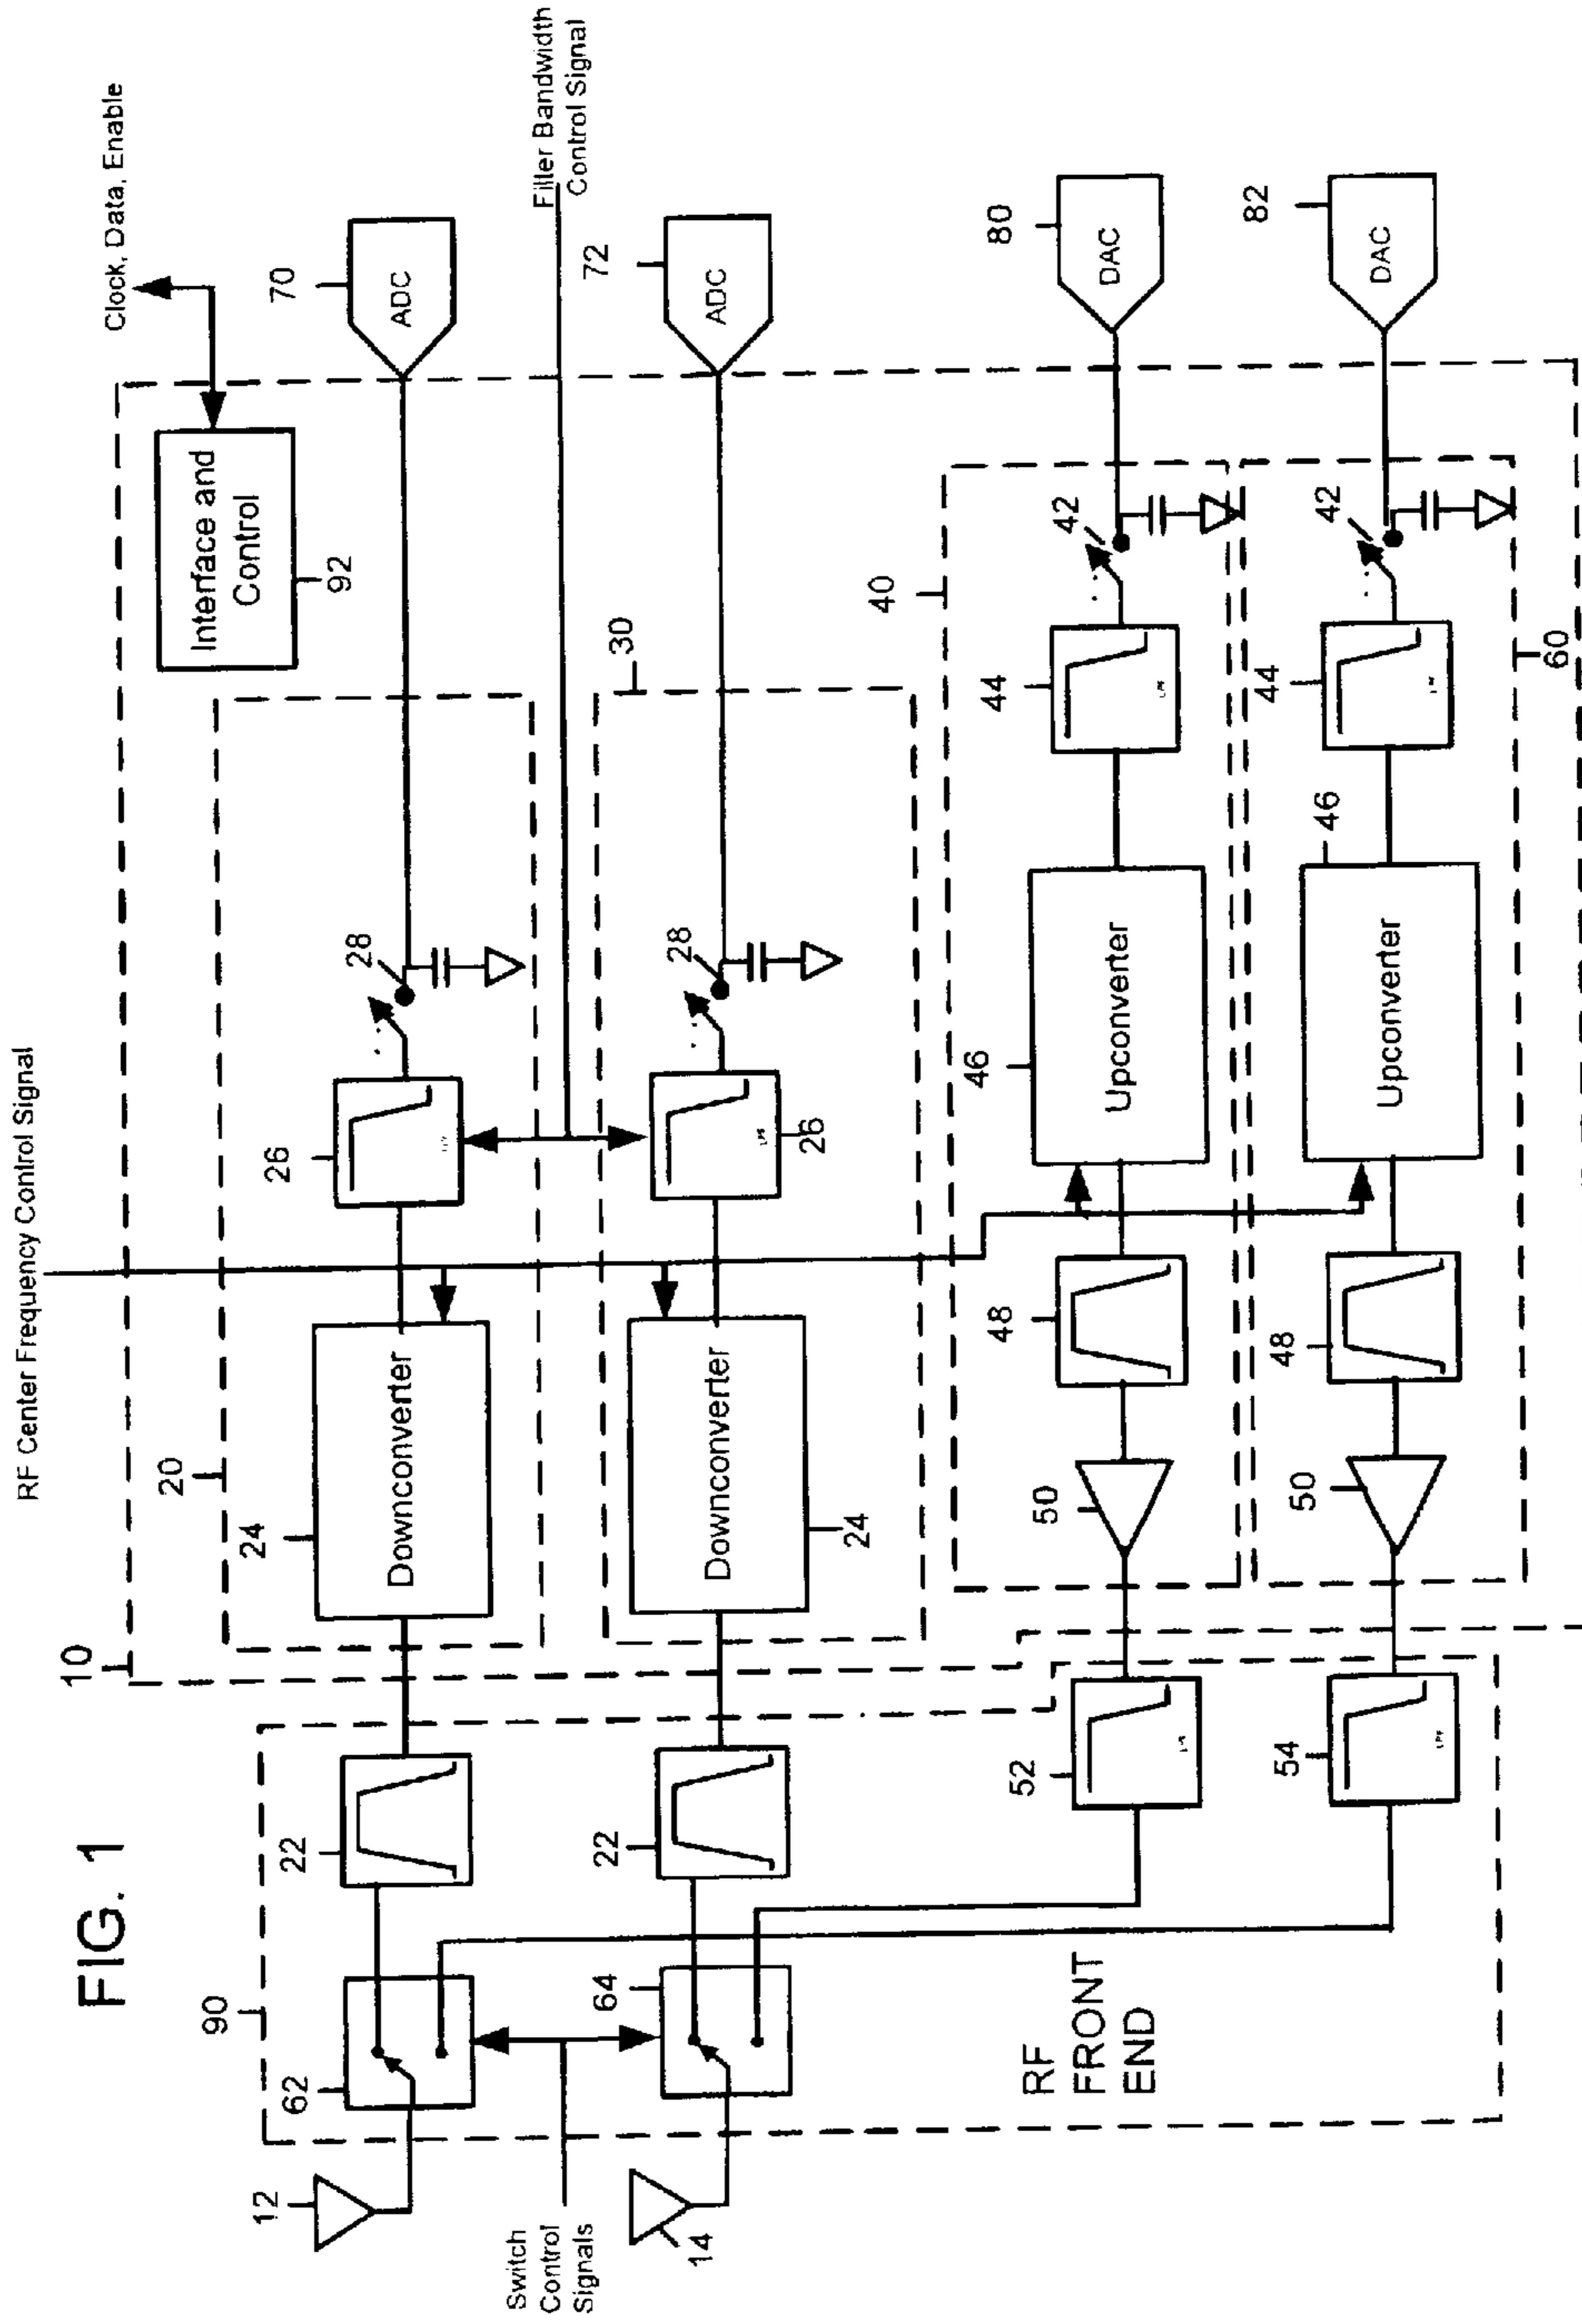 FIG. 1
RF Center Frequency Control Signal
Clock, Data, Enable
Filter Bandwidth
Control Signal
10
Interface and
Control
92
90
20
12
62
22
24
Downconverter
26
28
70
ADC
Switch
Control
Signals
30
14
64
22
24
Downconverter
26
28
72
ADC
RF
FRONT
END
40
52
50
48
46
Upconverter
44
42
80
DAC
60
54
50
48
46
Upconverter
44
42
82
DAC